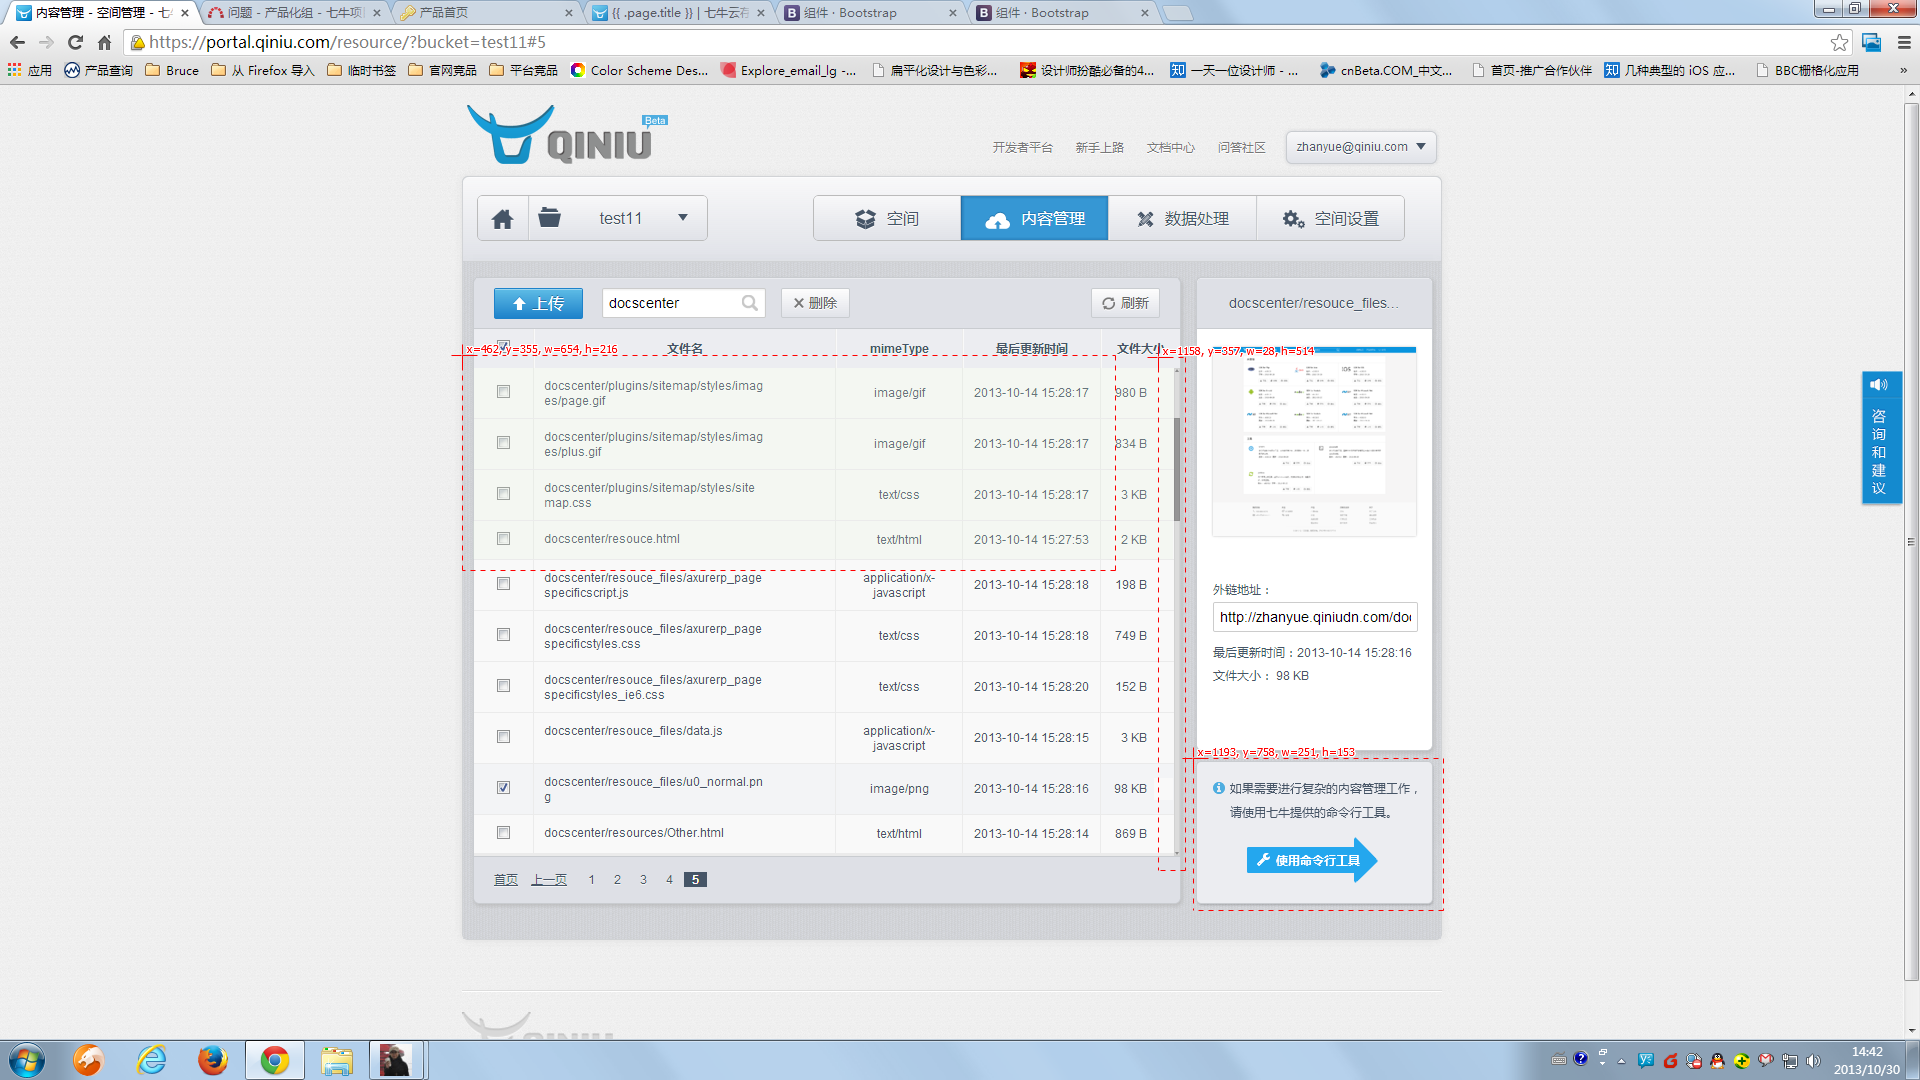 内容管理 - 空间管理 - 七牛
问题 - 产品化组 - 七牛项目
产品首页
{{ .page.title }} | 七牛云存
组件 · Bootstrap
组件 · Bootstrap
https://portal.qiniu.com/resource/?bucket=test11#5
应用
产品查询
Bruce
从 Firefox 导入
临时书签
官网竞品
平台竞品
Color Scheme Des...
Explore_email_lg -...
扁平化设计与色彩...
设计师扮酷必备的4...
知 一天一位设计师 - ...
cnBeta.COM_中文...
首页-推广合作伙伴
知 几种典型的 iOS 应...
BBC栅格化应用
»
QINIU Beta
开发者平台
新手上路
文档中心
问答社区
zhanyue@qiniu.com
test11
空间
内容管理
数据处理
空间设置
上传
docscenter
删除
刷新
docscenter/resouce_files...
x=462, y=355, w=654, h=216
文件名
mimeType
最后更新时间
文件大小
x=1158, y=357, w=28, h=514
docscenter/plugins/sitemap/styles/imag
es/page.gif
image/gif
2013-10-14 15:28:17
980 B
docscenter/plugins/sitemap/styles/imag
es/plus.gif
image/gif
2013-10-14 15:28:17
834 B
docscenter/plugins/sitemap/styles/site
map.css
text/css
2013-10-14 15:28:17
3 KB
docscenter/resouce.html
text/html
2013-10-14 15:27:53
2 KB
docscenter/resouce_files/axurerp_page
specificscript.js
application/x-
javascript
2013-10-14 15:28:18
198 B
docscenter/resouce_files/axurerp_page
specificstyles.css
text/css
2013-10-14 15:28:18
749 B
docscenter/resouce_files/axurerp_page
specificstyles_ie6.css
text/css
2013-10-14 15:28:20
152 B
docscenter/resouce_files/data.js
application/x-
javascript
2013-10-14 15:28:15
3 KB
docscenter/resouce_files/u0_normal.pn
g
image/png
2013-10-14 15:28:16
98 KB
docscenter/resources/Other.html
text/html
2013-10-14 15:28:14
869 B
首页 上一页 1 2 3 4 5
外链地址：
http://zhanyue.qiniudn.com/doc
最后更新时间：2013-10-14 15:28:16
文件大小： 98 KB
x=1193, y=758, w=251, h=153
如果需要进行复杂的内容管理工作，
请使用七牛提供的命令行工具。
使用命令行工具
咨询和建议
QINIU
14:42
2013/10/30